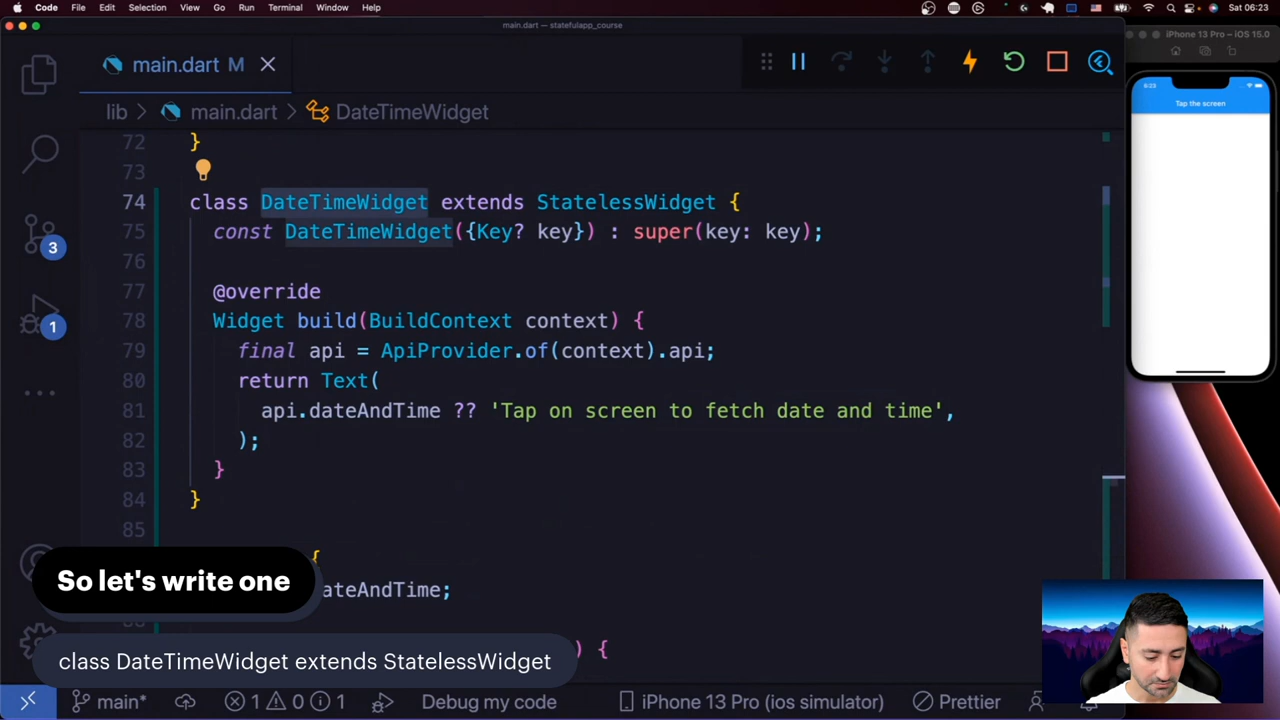 Code File Edit Selection View Go Run Terminal Window Help Sat 06:23
main.dart — statefulapp_course
iPhone 13 Pro – iOS 15.0
main.dart M
lib > main.dart > DateTimeWidget
6:23
Tap the screen
72 }
73
74 class DateTimeWidget extends StatelessWidget {
75 const DateTimeWidget({Key? key}) : super(key: key);
76
77 @override
78 Widget build(BuildContext context) {
79 final api = ApiProvider.of(context).api;
80 return Text(
81 api.dateAndTime ?? 'Tap on screen to fetch date and time',
82 );
83 }
84 }
85
{
ateAndTime;
) {
3
1
So let's write one
class DateTimeWidget extends StatelessWidget
main* 1 0 1 Debug my code iPhone 13 Pro (ios simulator) Prettier